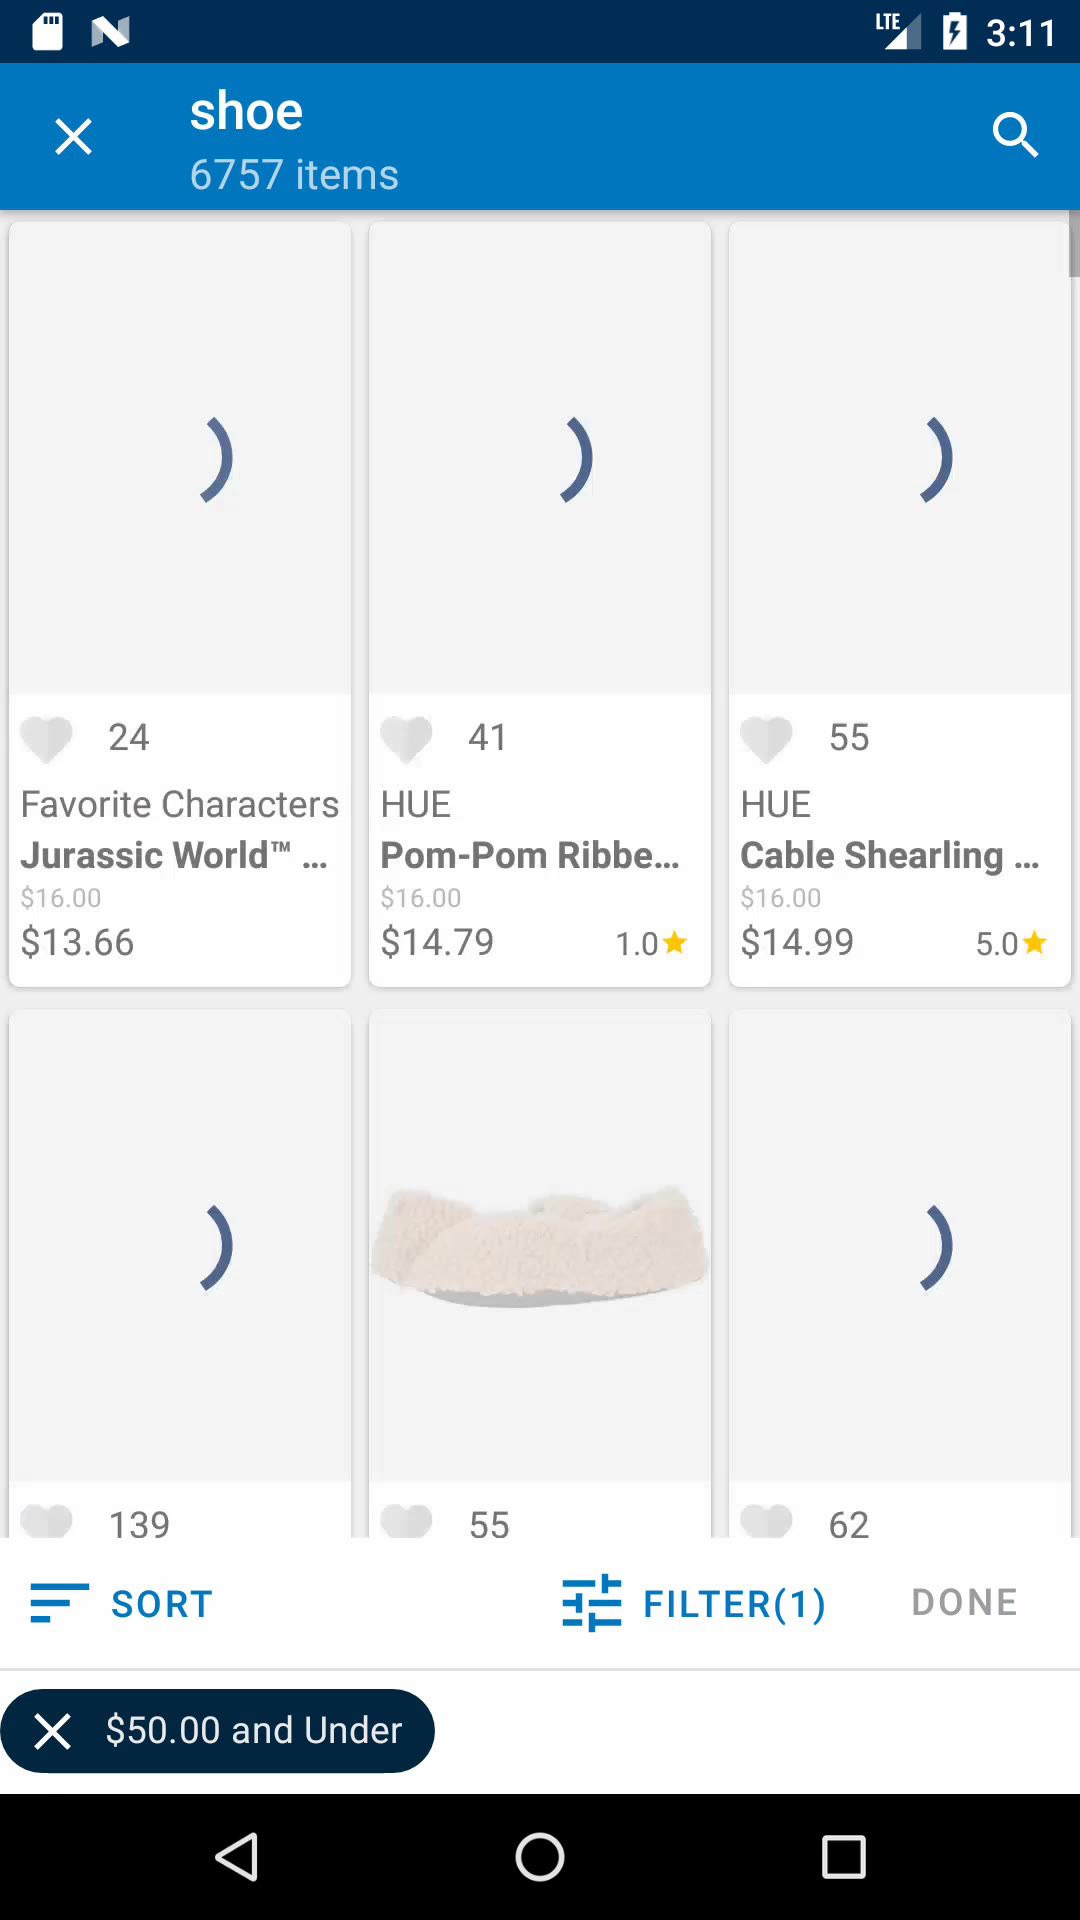 LTE 3:11
shoe
6757 items
24
41
55
Favorite Characters
HUE
HUE
Jurassic World™ ...
Pom-Pom Ribbe...
Cable Shearling ...
$16.00
$16.00
$16.00
$13.66
$14.79 1.0
$14.99 5.0
139
55
62
SORT
FILTER(1)
DONE
$50.00 and Under